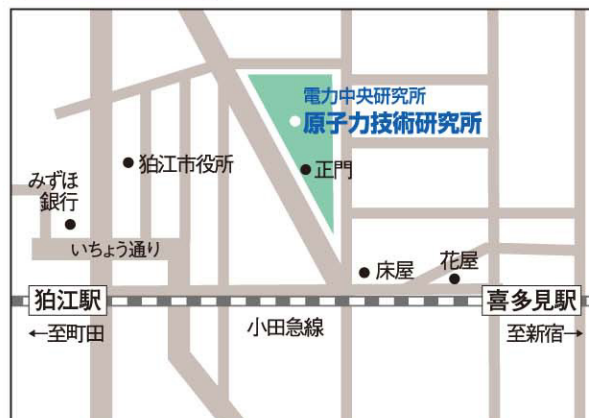 電力中央研究所
原子力技術研究所
正門
狛江市役所
みずほ
銀行
いちょう通り
床屋
花屋
狛江駅
喜多見駅
←至町田
小田急線
至新宿→